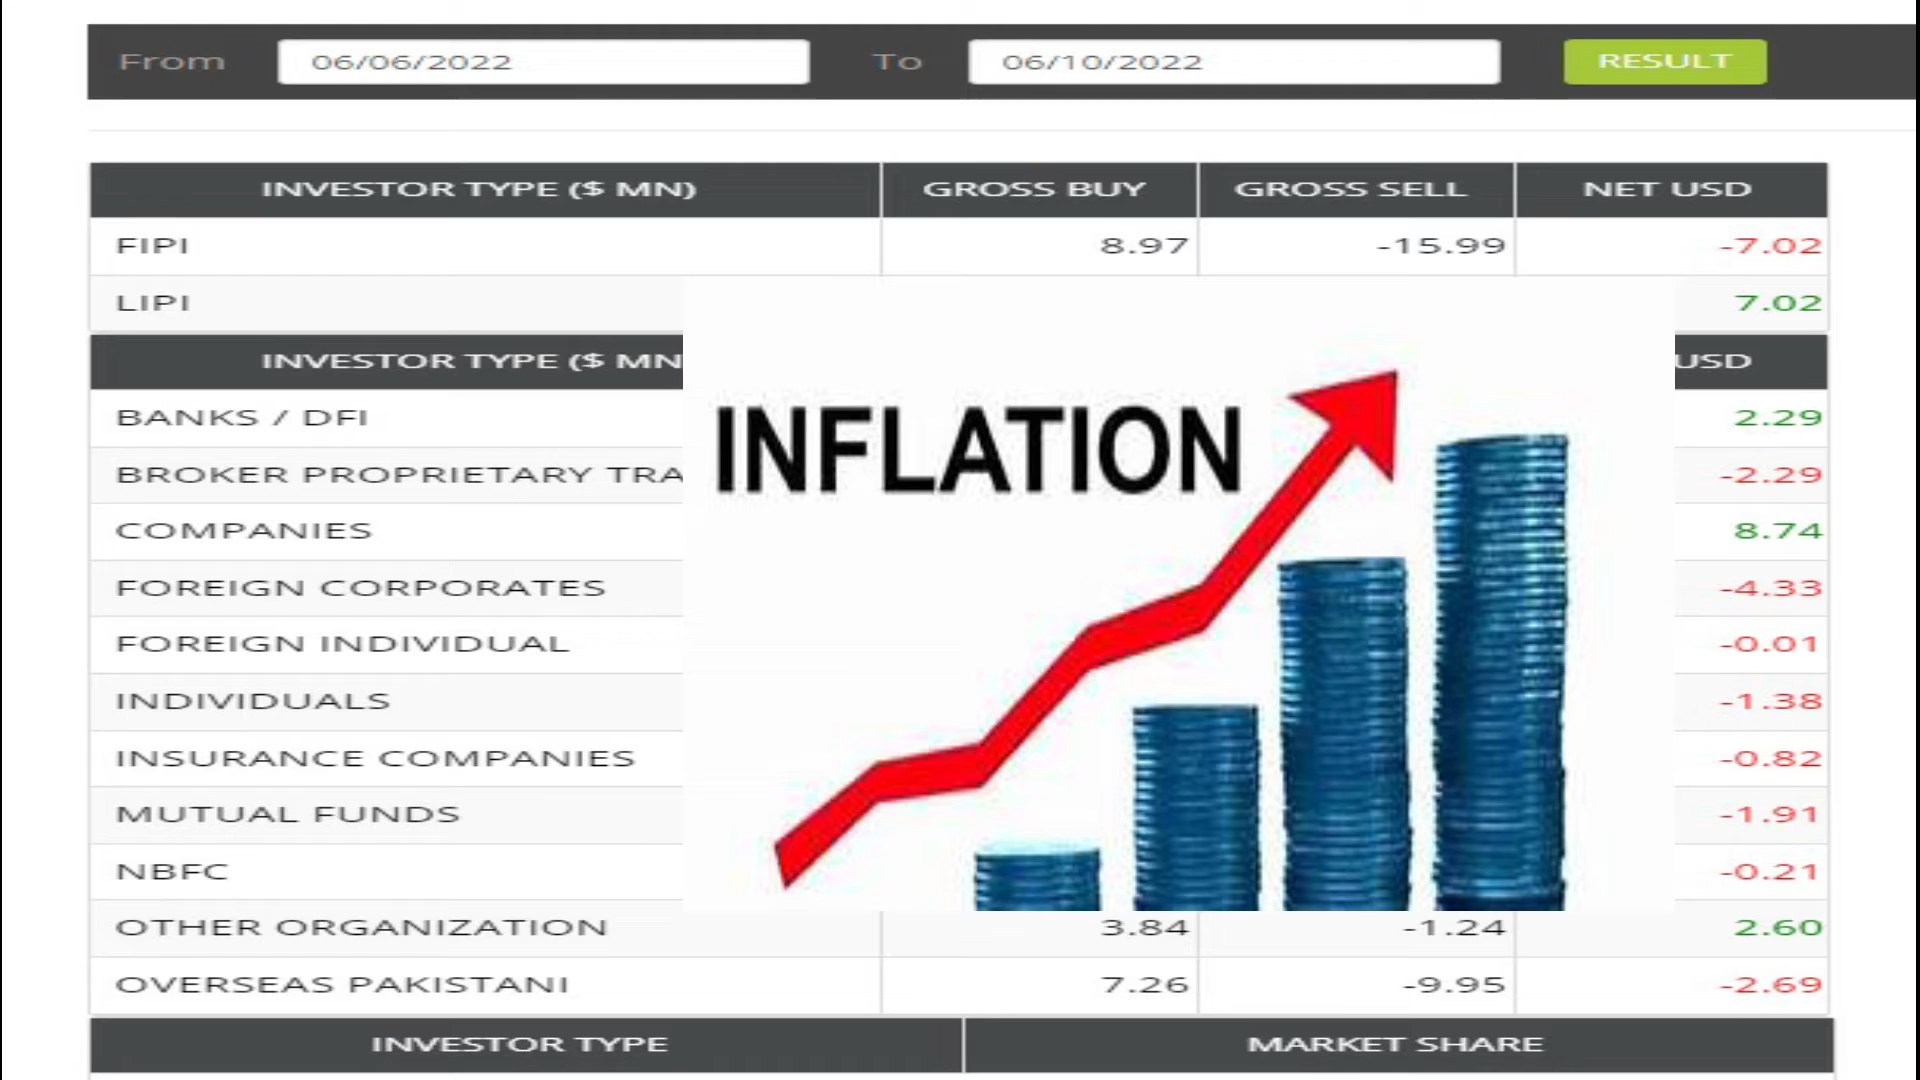 From 06/06/2022 To 06/10/2022 RESULT
INVESTOR TYPE ($ MN) GROSS BUY GROSS SELL NET USD
FIPI 8.97 -15.99 -7.02
LIPI 7.02
INVESTOR TYPE ($ MN USD
INFLATION
BANKS / DFI 2.29
BROKER PROPRIETARY TRA -2.29
COMPANIES 8.74
FOREIGN CORPORATES -4.33
FOREIGN INDIVIDUAL -0.01
INDIVIDUALS -1.38
INSURANCE COMPANIES -0.82
MUTUAL FUNDS -1.91
NBFC -0.21
OTHER ORGANIZATION 3.84 -1.24 2.60
OVERSEAS PAKISTANI 7.26 -9.95 -2.69
INVESTOR TYPE MARKET SHARE